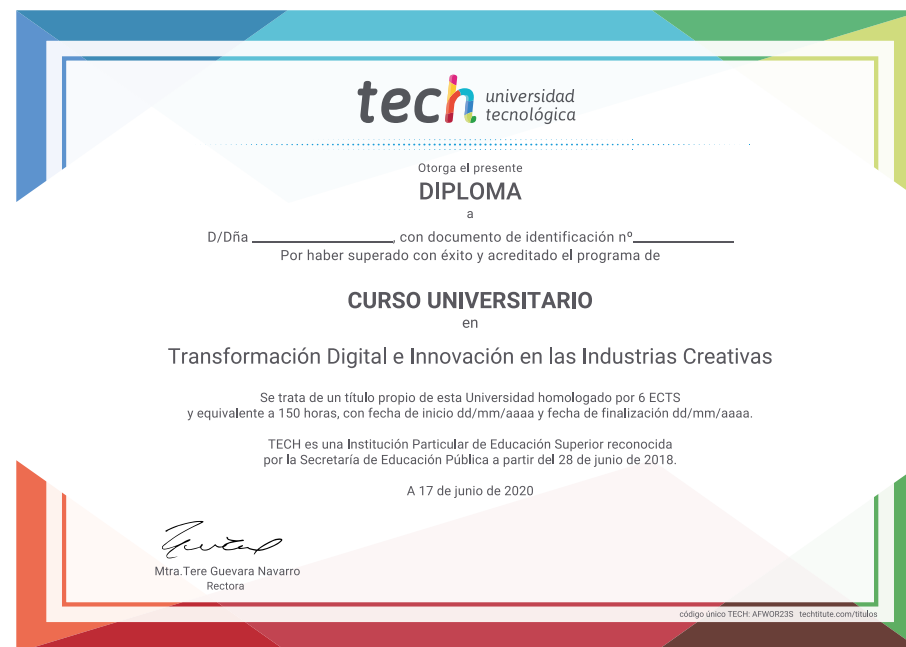 tech universidad
tecnológica
Otorga el presente
DIPLOMA
a
D/Dña ____________________, con documento de identificación nº______________
Por haber superado con éxito y acreditado el programa de
CURSO UNIVERSITARIO
en
Transformación Digital e Innovación en las Industrias Creativas
Se trata de un título propio de esta Universidad homologado por 6 ECTS
y equivalente a 150 horas, con fecha de inicio dd/mm/aaaa y fecha de finalización dd/mm/aaaa.
TECH es una Institución Particular de Educación Superior reconocida
por la Secretaría de Educación Pública a partir del 28 de junio de 2018.
A 17 de junio de 2020
Mtra.Tere Guevara Navarro
Rectora
código único TECH: AFWOR23S techtitute.com/titulos